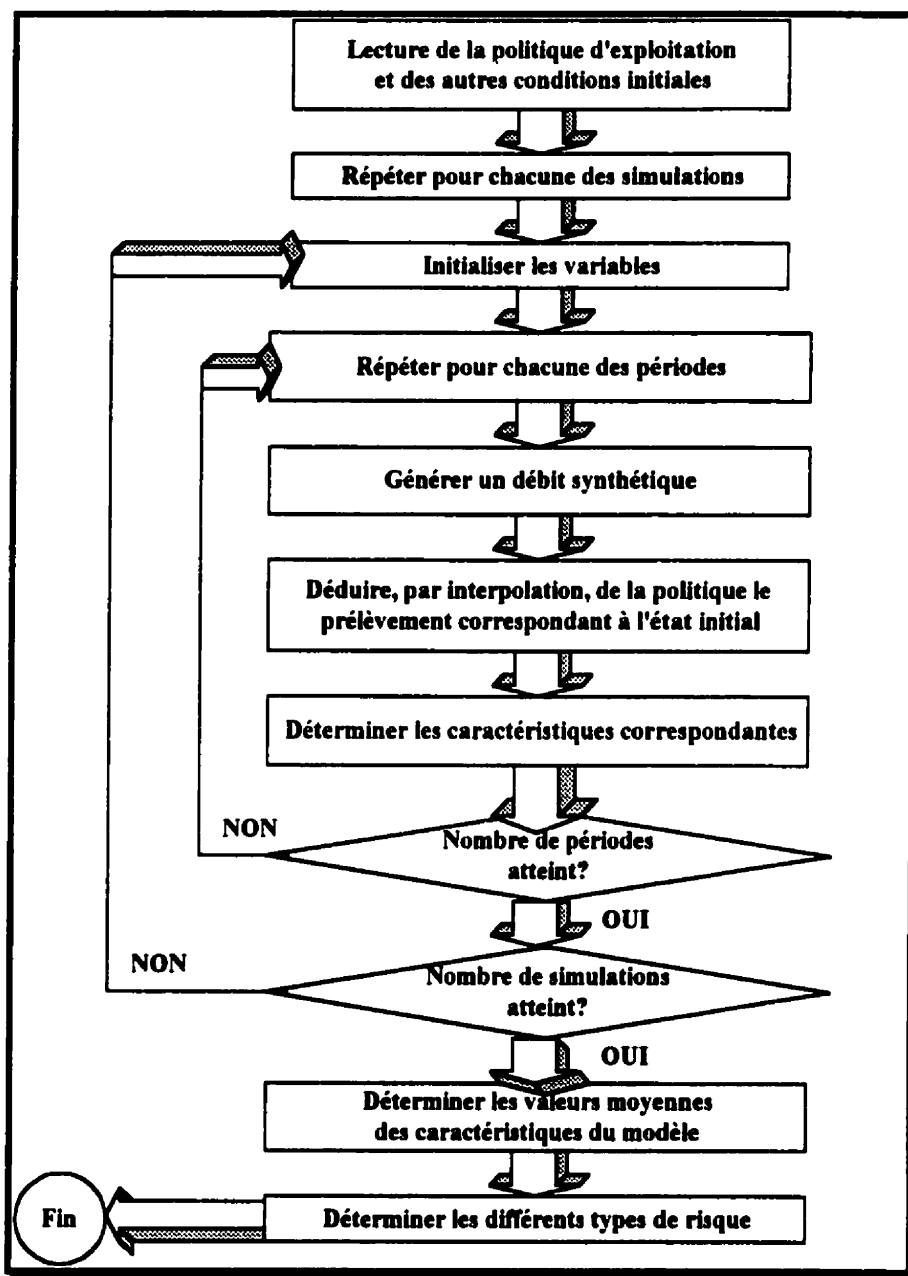 Lecture de la politique d'exploitation
et des autres conditions initiales
Répéter pour chacune des simulations
Initialiser les variables
Répéter pour chacune des périodes
Générer un débit synthétique
Déduire, par interpolation, de la politique le
prélèvement correspondant à l'état initial
Déterminer les caractéristiques correspondantes
NON
Nombre de périodes
atteint?
OUI
NON
Nombre de simulations
atteint?
OUI
Déterminer les valeurs moyennes
des caractéristiques du modèle
Fin
Déterminer les différents types de risque